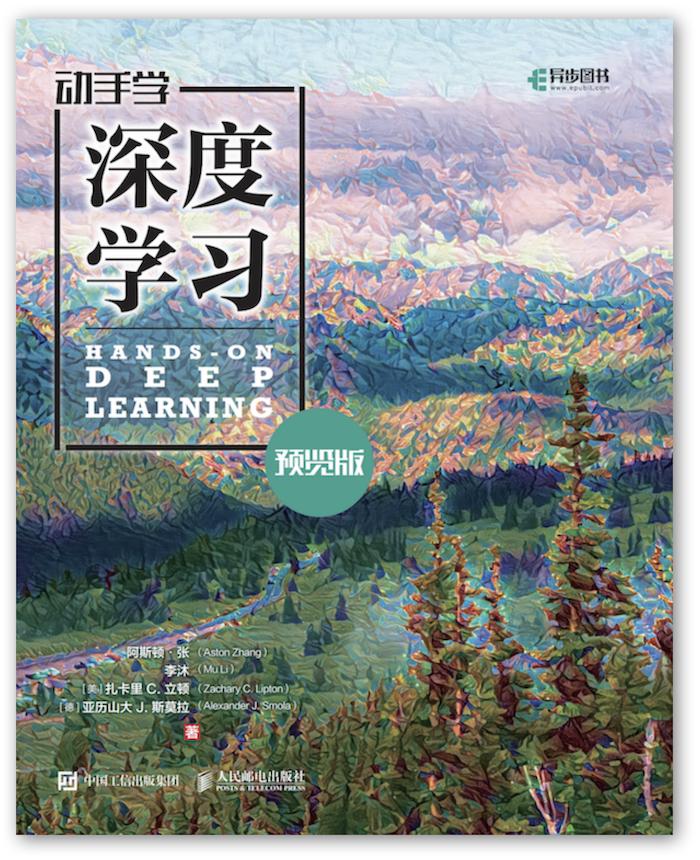 动手学
异步图书
www.epubit.com
深度
学习
HANDS-ON
DEEP
LEARNING
预览版
阿斯顿·张 (Aston Zhang)
李沐 (Mu Li)
[美] 扎卡里 C. 立顿 (Zachary C. Lipton)
[德] 亚历山大 J. 斯莫拉 (Alexander J. Smola)
著
中国工信出版集团
人民邮电出版社
POSTS & TELECOM PRESS